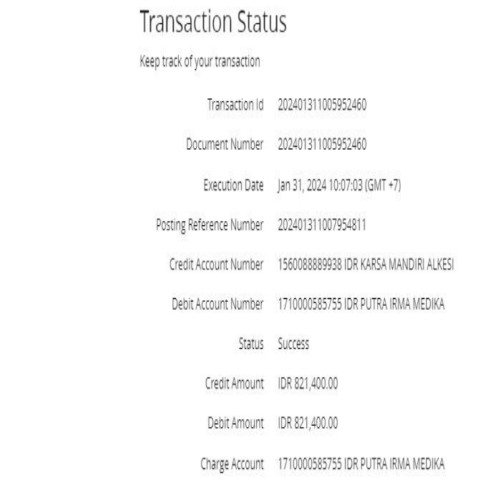 Transaction Status
Keep track of your transaction
Transaction Id 202401311005952460
Document Number 202401311005952460
Execution Date Jan 31, 2024 10:07:03 (GMT +7)
Posting Reference Number 202401311007954811
Credit Account Number 1560088889938 IDR KARSA MANDIRI ALKESI
Debit Account Number 1710000585755 IDR PUTRA IRMA MEDIKA
Status Success
Credit Amount IDR 821,400.00
Debit Amount IDR 821,400.00
Charge Account 1710000585755 IDR PUTRA IRMA MEDIKA